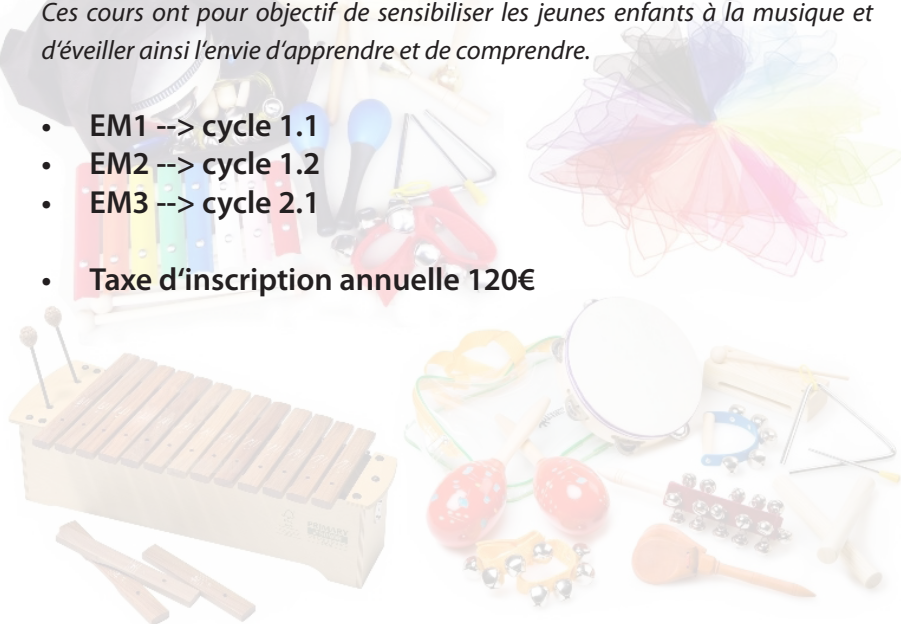 Ces cours ont pour objectif de sensibiliser les jeunes enfants à la musique et
d‘éveiller ainsi l‘envie d‘apprendre et de comprendre.
• EM1 --> cycle 1.1
• EM2 --> cycle 1.2
• EM3 --> cycle 2.1
• Taxe d‘inscription annuelle 120€
PRIMARY